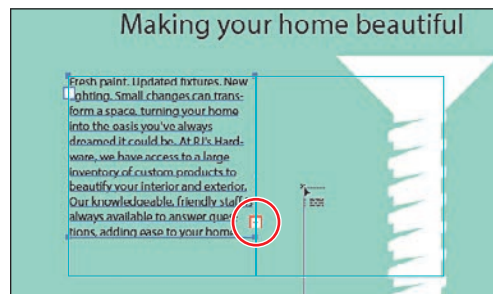 Making your home beautiful
Fresh paint. Updated fixtures. New
lighting. Small changes can trans-
form a space, turning your home
into the oasis you've always
dreamed it could be. At RJ's Hard-
ware, we have access to a large
inventory of custom products to
beautify your interior and exterior.
Our knowledgeable, friendly staff is
always available to answer ques-
tions, adding ease to your home